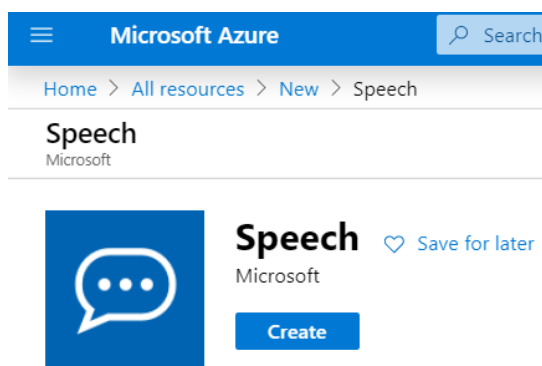 Microsoft Azure Search
Home > All resources > New > Speech
Speech
Microsoft
Speech Save for later
Microsoft
Create